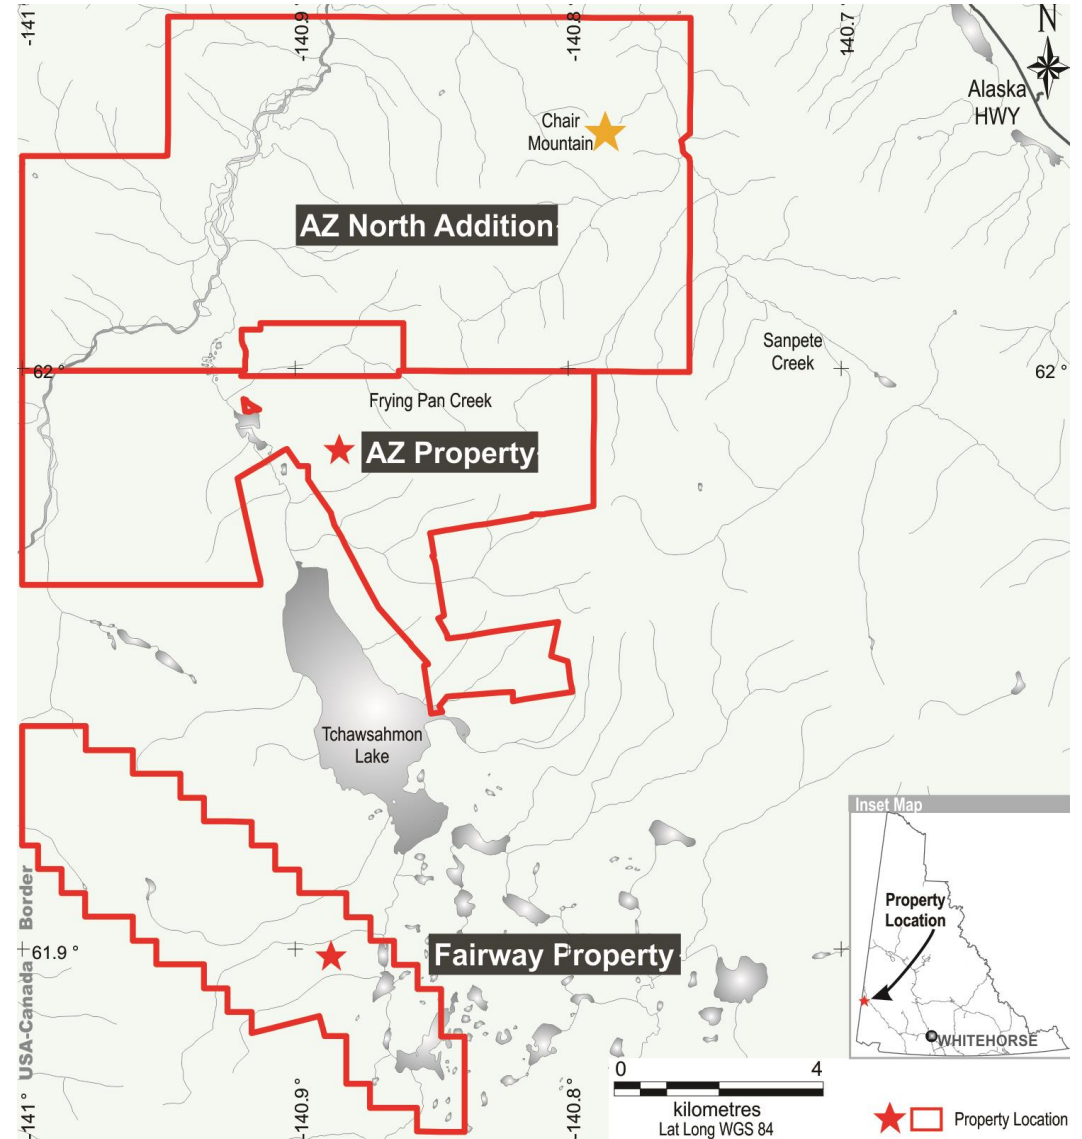 -141
-140.9
-140.8
-140.7
N
Alaska
HWY
Chair
Mountain
AZ North Addition
Sanpete
Creek
62 °
62 °
Frying Pan Creek
AZ Property
Tchawsahmon
Lake
Inset Map
Property
Location
WHITEHORSE
USA-Canada Border
61.9 °
Fairway Property
-141°
-140.9°
-140.8°
0 4
kilometres
Lat Long WGS 84
Property Location